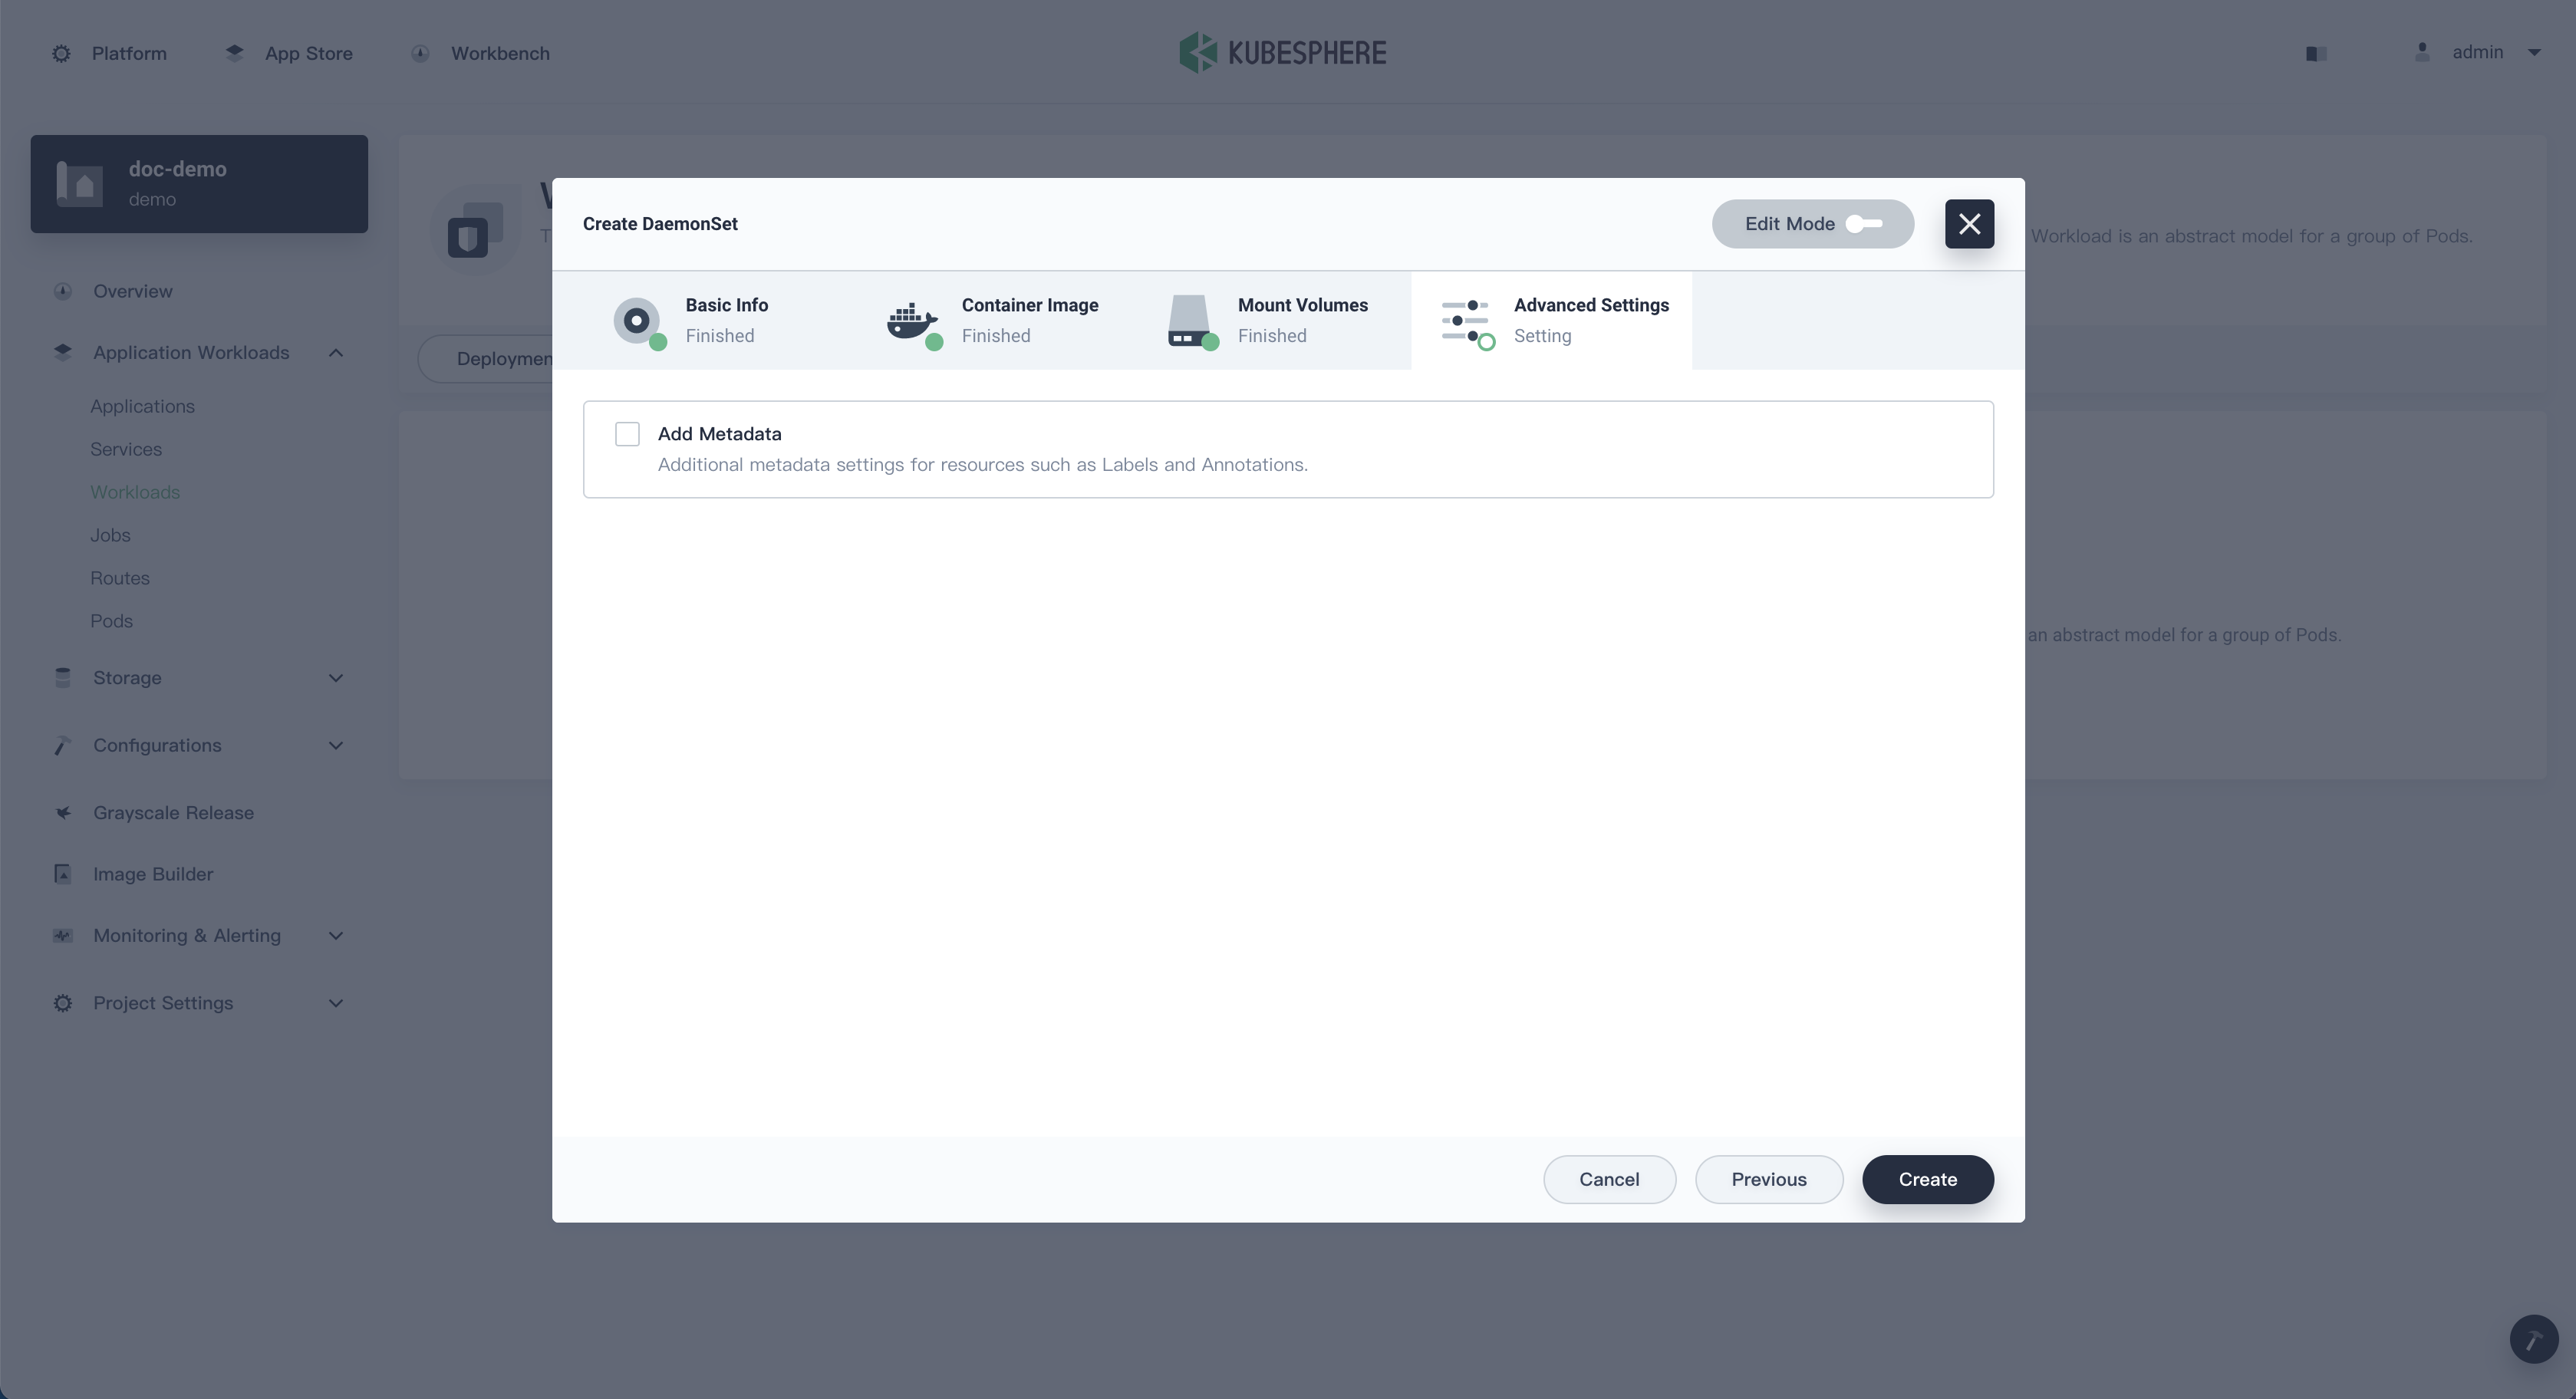 Platform
App Store
Workbench
KUBESPHERE
admin
doc-demo
demo
Overview
Application Workloads
Applications
Services
Workloads
Jobs
Routes
Pods
Storage
Configurations
Grayscale Release
Image Builder
Monitoring & Alerting
Project Settings
Workload is an abstract model for a group of Pods.
an abstract model for a group of Pods.
Create DaemonSet
Edit Mode
Basic Info
Finished
Container Image
Finished
Mount Volumes
Finished
Advanced Settings
Setting
Add Metadata
Additional metadata settings for resources such as Labels and Annotations.
Cancel
Previous
Create